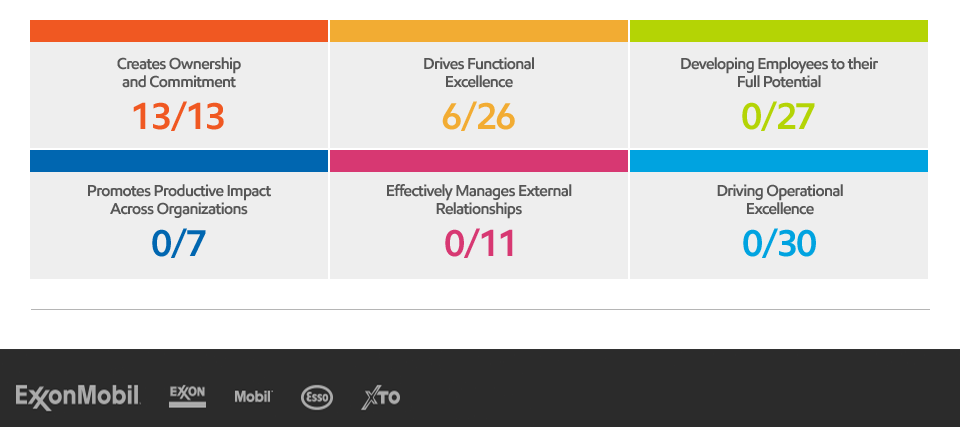 Creates Ownership
and Commitment
13/13
Drives Functional
Excellence
6/26
Developing Employees to their
Full Potential
0/27
Promotes Productive Impact
Across Organizations
0/7
Effectively Manages External
Relationships
0/11
Driving Operational
Excellence
0/30
ExxonMobil
EXXON
Mobil
Esso
XTO